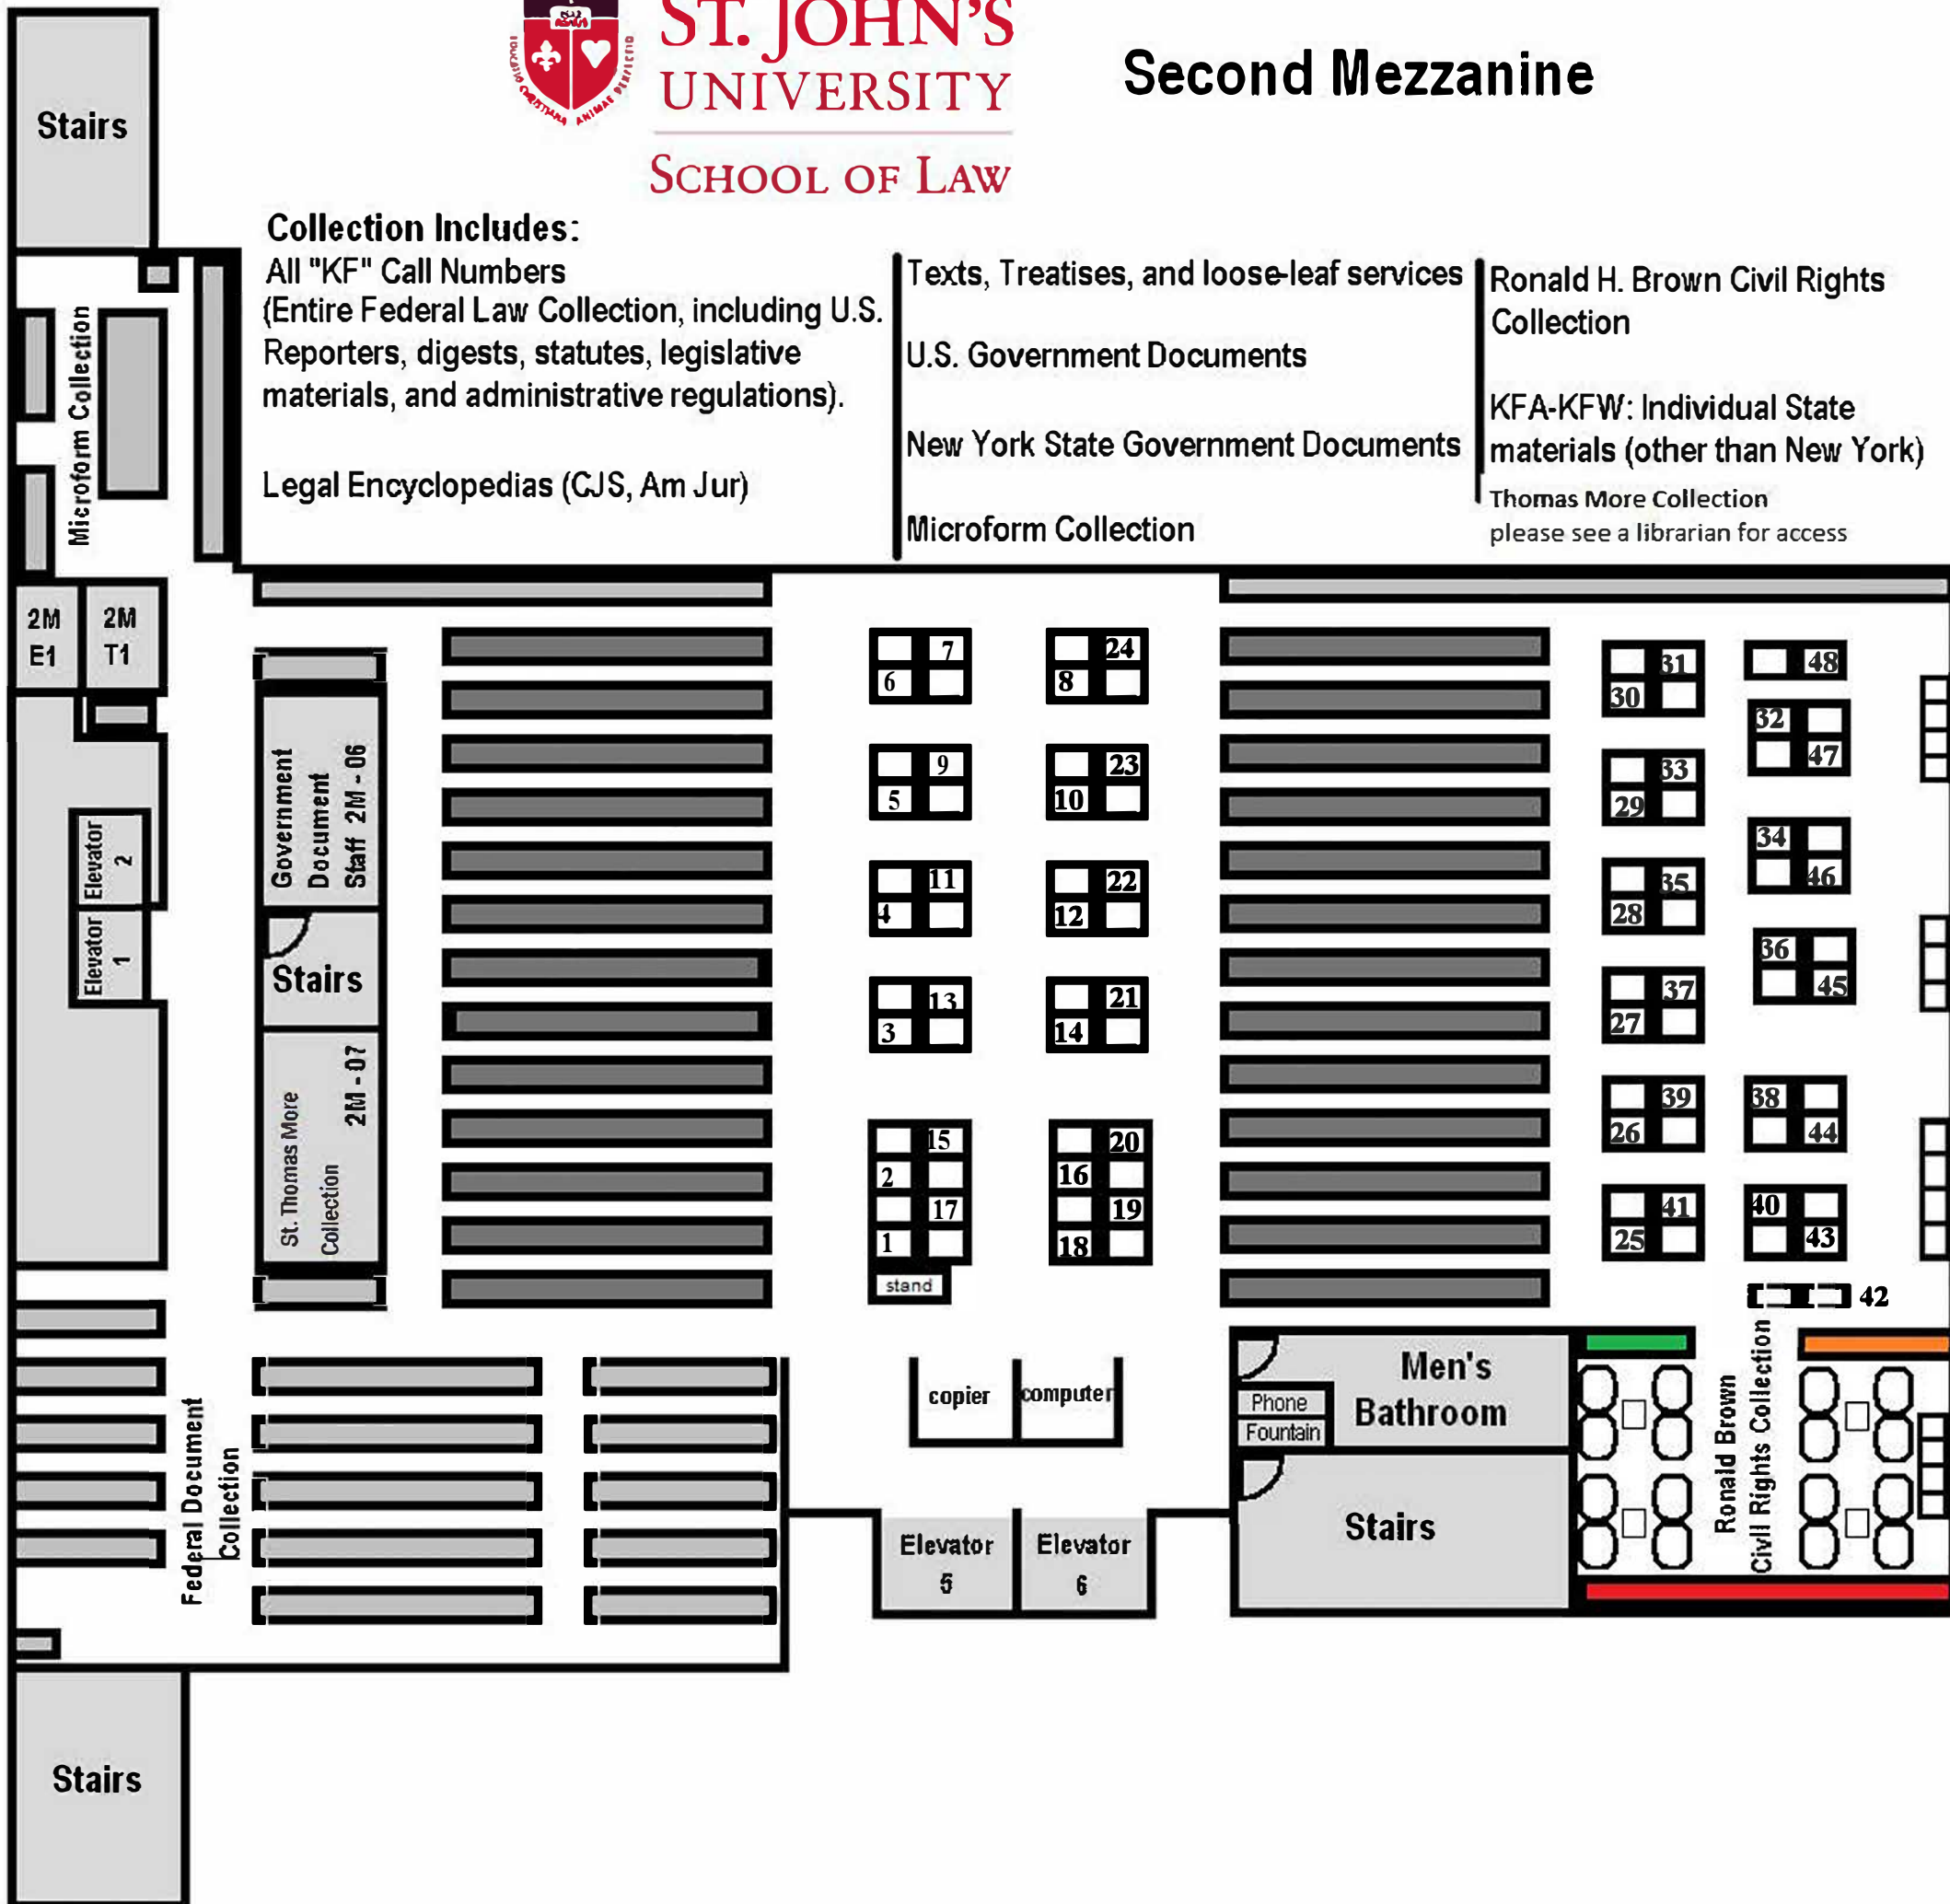 ST. JOHN'S
UNIVERSITY
SCHOOL OF LAW
Second Mezzanine
Stairs
Collection Includes:
All "KF" Call Numbers
(Entire Federal Law Collection, including U.S.
Reporters, digests, statutes, legislative
materials, and administrative regulations).
Legal Encyclopedias (CJS, Am Jur)
Texts, Treatises, and loose-leaf services
U.S. Government Documents
New York State Government Documents
Microform Collection
Ronald H. Brown Civil Rights
Collection
KFA-KFW: Individual State
materials (other than New York)
Thomas More Collection
please see a librarian for access
Microform Collection
2M
E1
2M
T1
Elevator
2
Elevator
1
Government
Document
Staff 2M - 06
Stairs
St. Thomas More
Collection
2M - 07
7
6
24
8
9
5
23
10
11
4
22
12
13
3
21
14
15
2
17
1
stand
20
16
19
18
31
30
48
32
47
33
29
34
46
35
28
36
45
37
27
39
26
38
44
41
25
40
43
42
Federal Document
Collection
copier
computer
Elevator
5
Elevator
6
Men's
Bathroom
Phone
Fountain
Stairs
Ronald Brown
Civil Rights Collection
Stairs